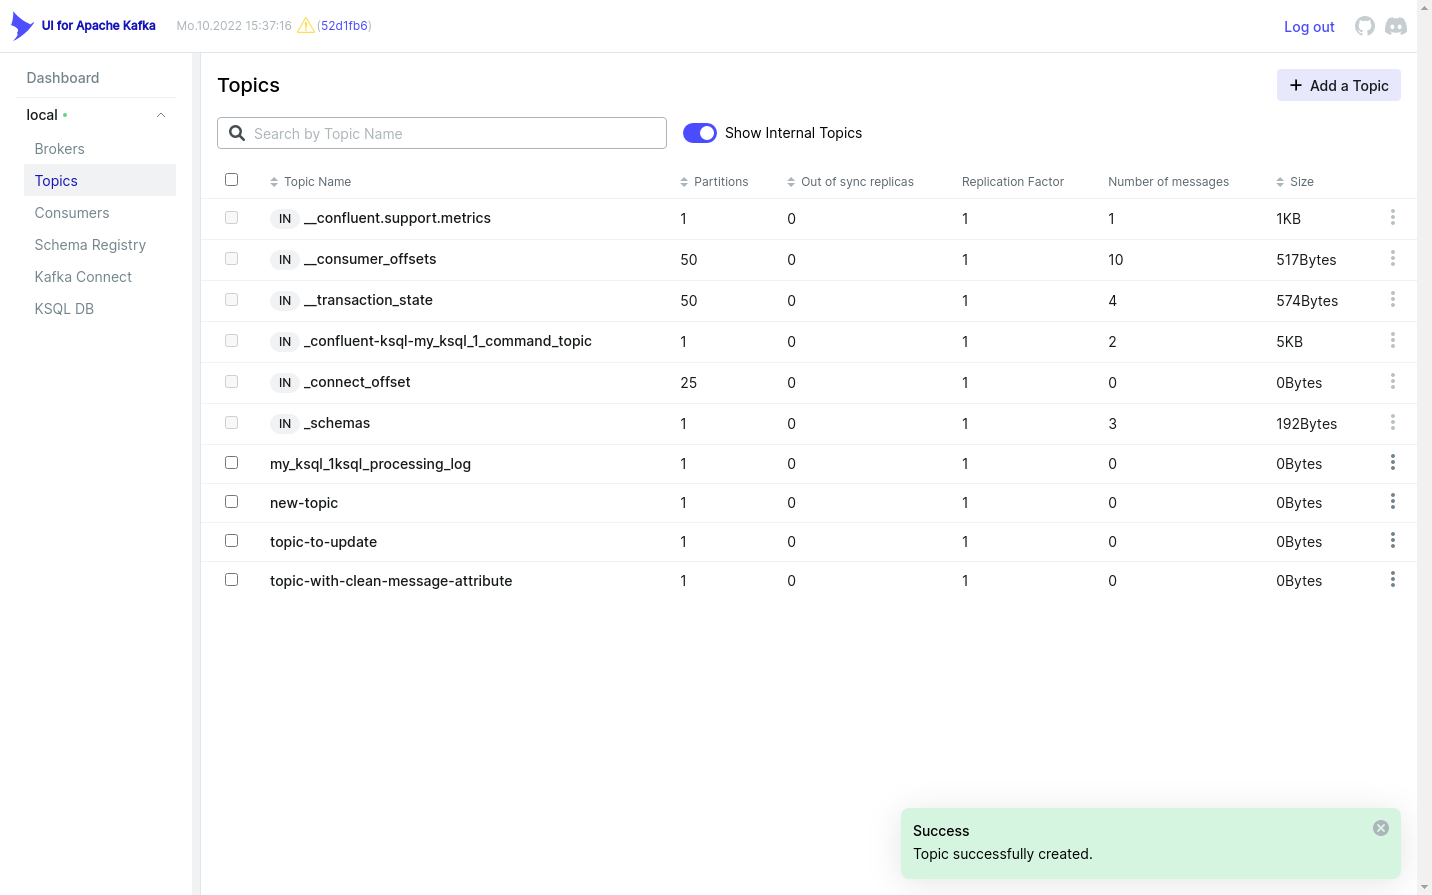 UI for Apache Kafka Mo.10.2022 15:37:16 (52d1fb6) Log out
Dashboard
local
Brokers
Topics
Consumers
Schema Registry
Kafka Connect
KSQL DB
Topics
Add a Topic
Search by Topic Name Show Internal Topics
Topic Name Partitions Out of sync replicas Replication Factor Number of messages Size
IN __confluent.support.metrics 1 0 1 1 1KB
IN __consumer_offsets 50 0 1 10 517Bytes
IN __transaction_state 50 0 1 4 574Bytes
IN _confluent-ksql-my_ksql_1_command_topic 1 0 1 2 5KB
IN _connect_offset 25 0 1 0 0Bytes
IN _schemas 1 0 1 3 192Bytes
my_ksql_1ksql_processing_log 1 0 1 0 0Bytes
new-topic 1 0 1 0 0Bytes
topic-to-update 1 0 1 0 0Bytes
topic-with-clean-message-attribute 1 0 1 0 0Bytes
Success
Topic successfully created.